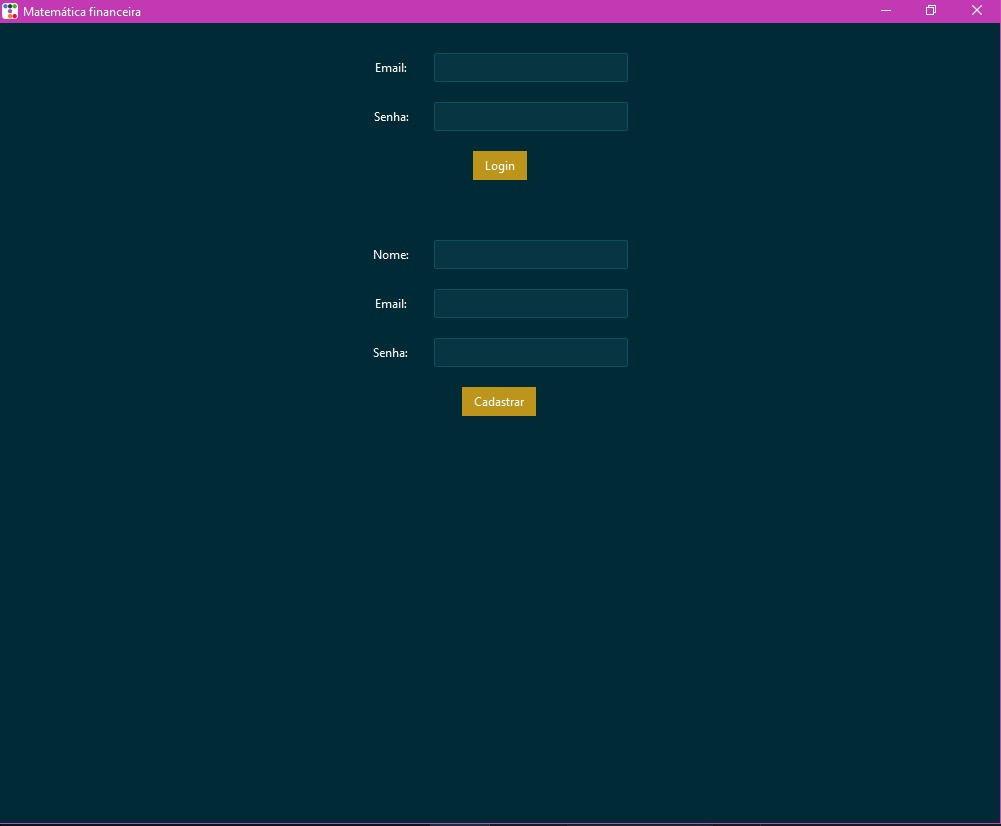 Matemática financeira
Email:
Senha:
Login
Nome:
Email:
Senha:
Cadastrar